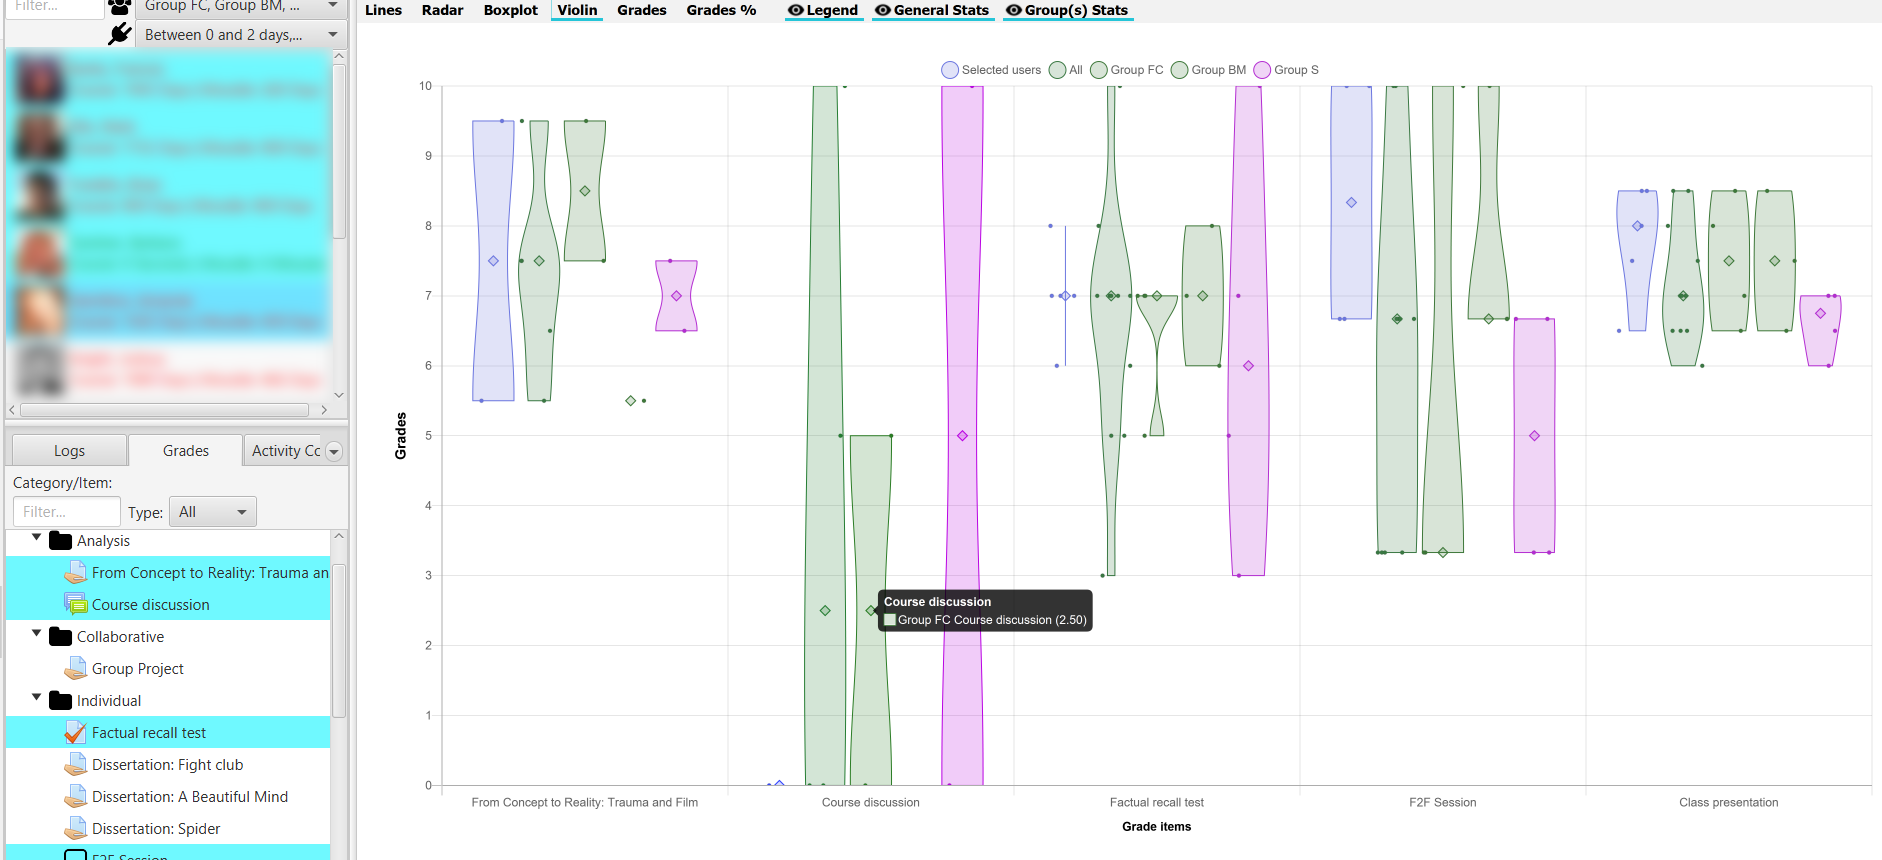 Filter...
Group FC, Group BM, ...
Between 0 and 2 days,...
Logs
Grades
Activity Cc
Category/Item:
Filter...
Type:
All
Analysis
From Concept to Reality: Trauma an
Course discussion
Collaborative
Group Project
Individual
Factual recall test
Dissertation: Fight club
Dissertation: A Beautiful Mind
Dissertation: Spider
F2F Session
Lines Radar Boxplot Violin Grades Grades % Legend General Stats Group(s) Stats
Selected users All Group FC Group BM Group S
10
9
8
7
6
5
4
3
2
1
0
Grades
Course discussion
Group FC Course discussion (2.50)
From Concept to Reality: Trauma and Film
Course discussion
Factual recall test
F2F Session
Class presentation
Grade items